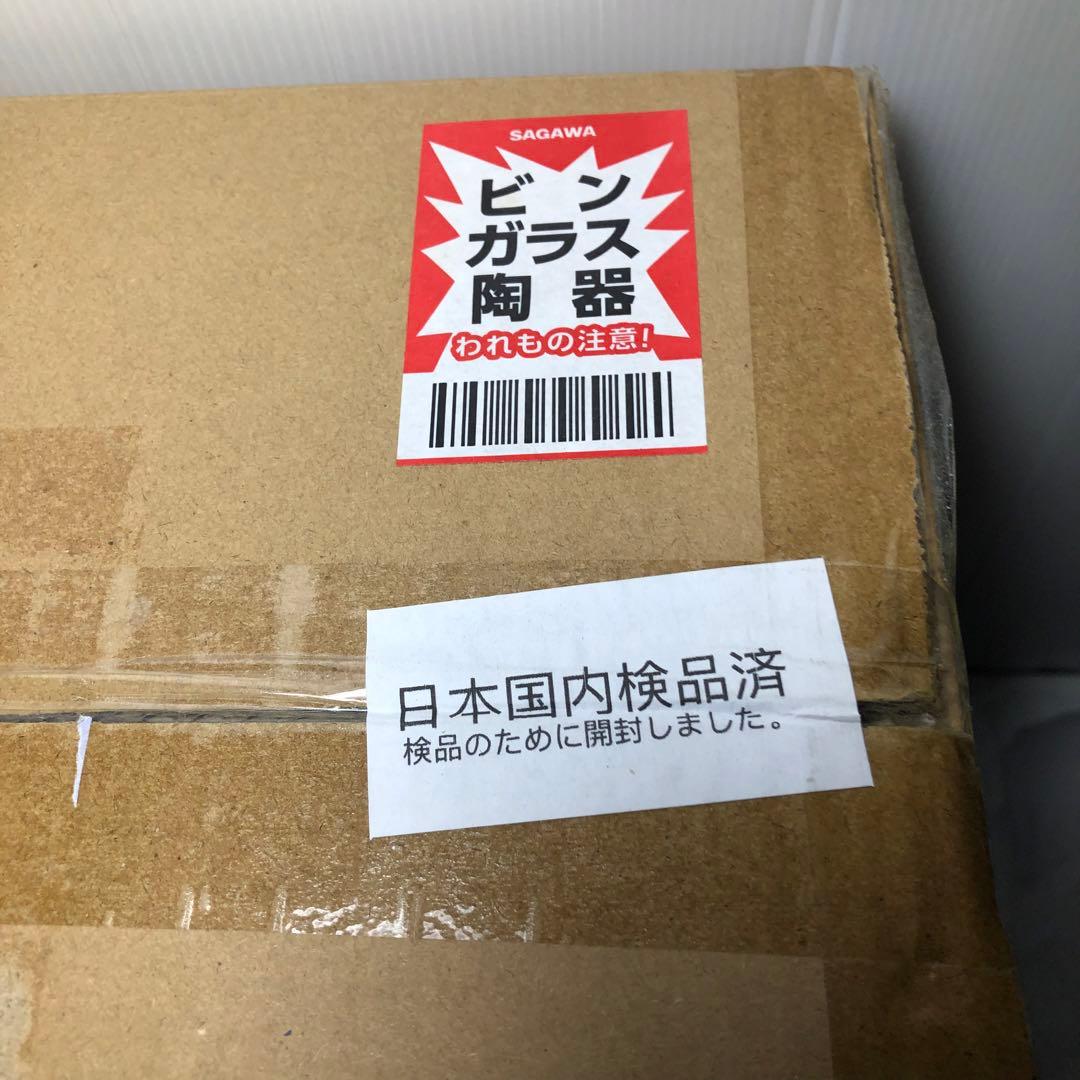 SAGAWA
ビン
ガラス
陶器
われもの注意!
日本国内検品済
検品のために開封しました。